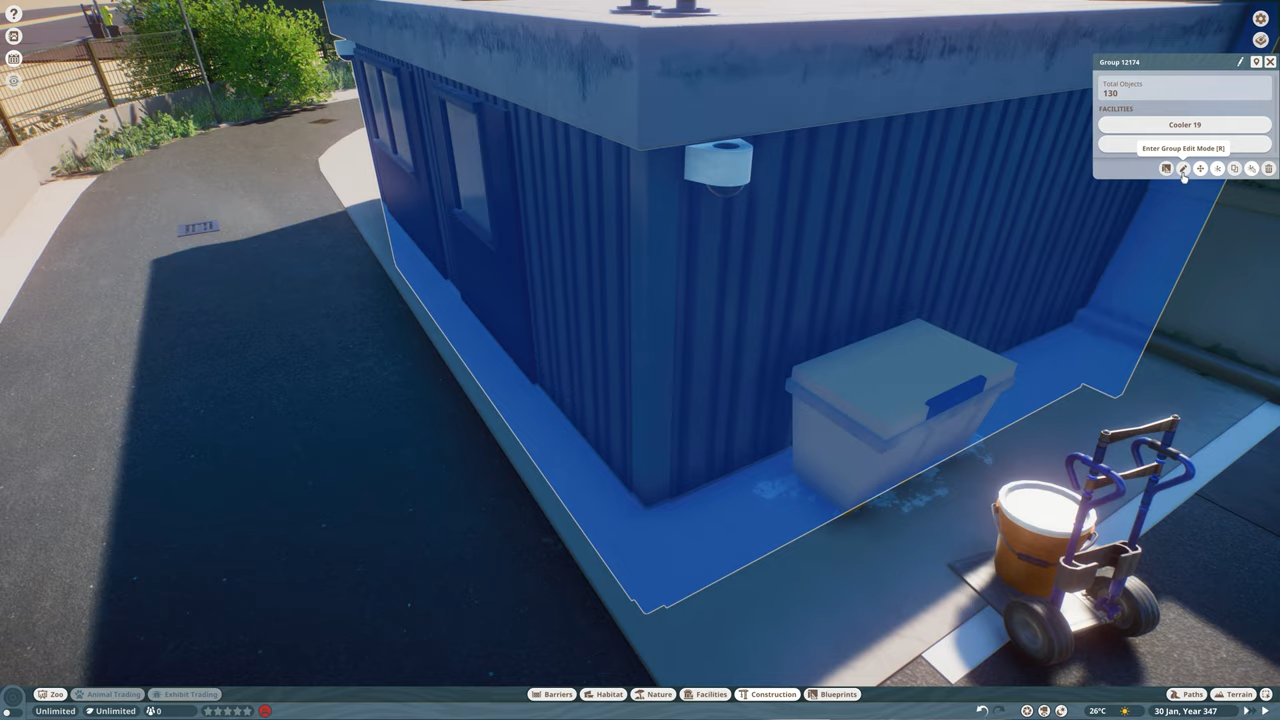 ?
Group 12174
Total Objects
130
FACILITIES
Cooler 19
Enter Group Edit Mode [R]
Zoo
Animal Trading
Exhibit Trading
Barriers
Habitat
Nature
Facilities
Construction
Blueprints
Paths
Terrain
Unlimited
Unlimited
0
26°C
30 Jan, Year 347